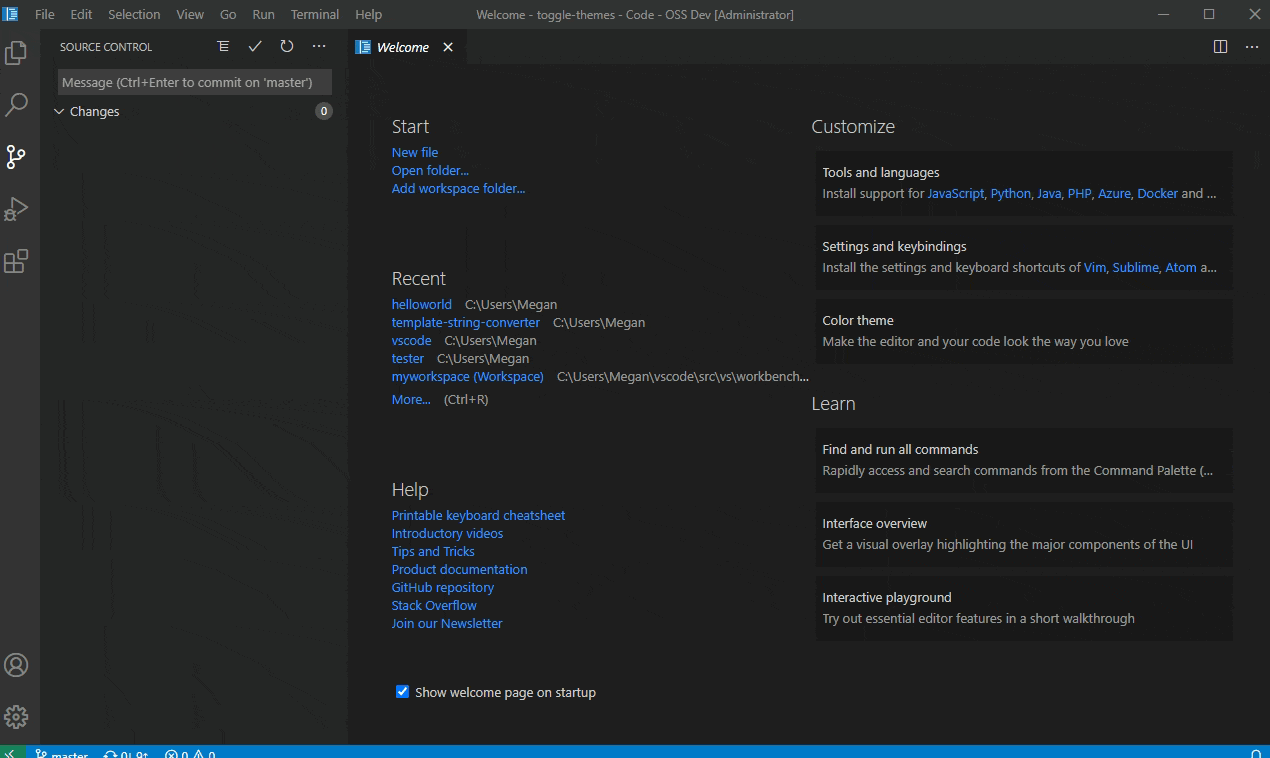 File Edit Selection View Go Run Terminal Help
Welcome - toggle-themes - Code - OSS Dev [Administrator]
SOURCE CONTROL
Message (Ctrl+Enter to commit on 'master')
Changes
0
Welcome
Start
New file
Open folder...
Add workspace folder...
Recent
helloworld C:\Users\Megan
template-string-converter C:\Users\Megan
vscode C:\Users\Megan
tester C:\Users\Megan
myworkspace (Workspace) C:\Users\Megan\vscode\src\vs\workbench...
More... (Ctrl+R)
Help
Printable keyboard cheatsheet
Introductory videos
Tips and Tricks
Product documentation
GitHub repository
Stack Overflow
Join our Newsletter
Show welcome page on startup
Customize
Tools and languages
Install support for JavaScript, Python, Java, PHP, Azure, Docker and ...
Settings and keybindings
Install the settings and keyboard shortcuts of Vim, Sublime, Atom a...
Color theme
Make the editor and your code look the way you love
Learn
Find and run all commands
Rapidly access and search commands from the Command Palette (...
Interface overview
Get a visual overlay highlighting the major components of the UI
Interactive playground
Try out essential editor features in a short walkthrough
master 0↓ 9↑ 0 0